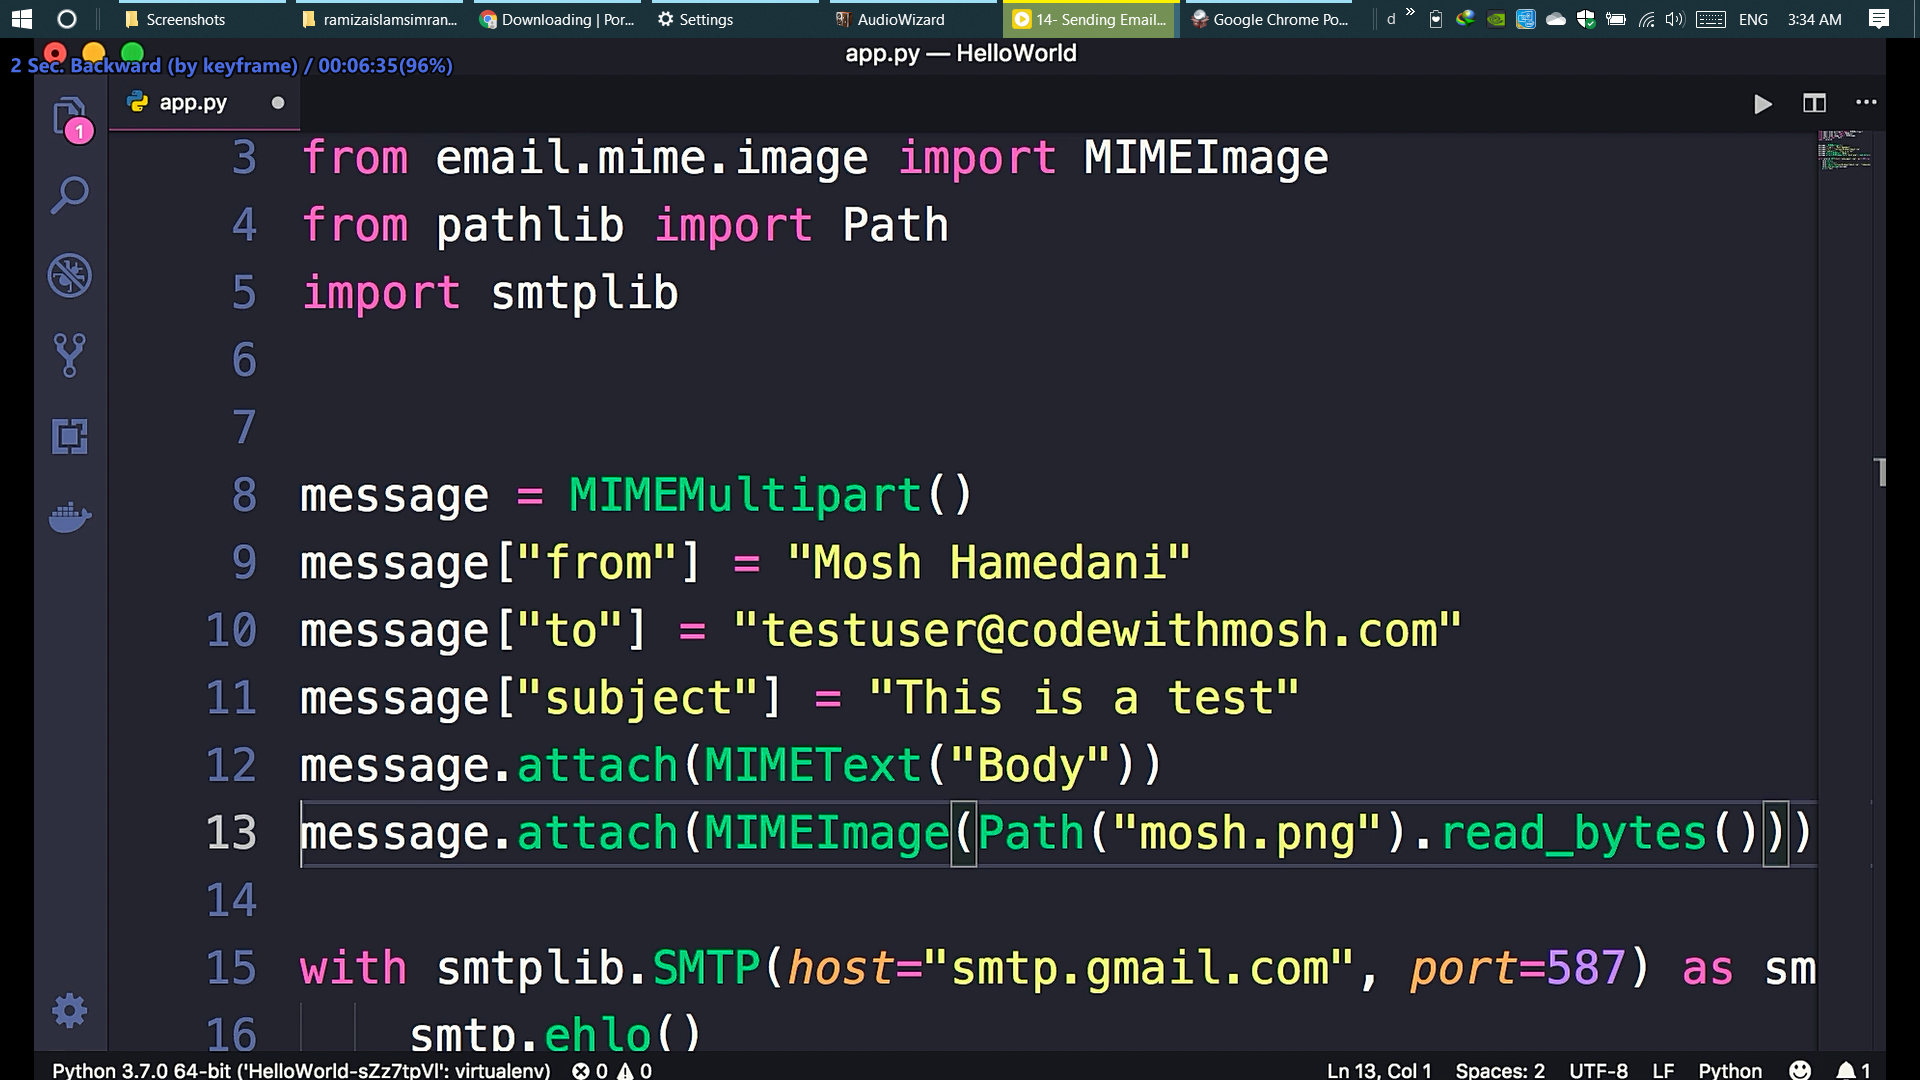 Screenshots
ramizaislamsimran...
Downloading | Por...
Settings
AudioWizard
14- Sending Email...
Google Chrome Po...
d
»
ENG
3:34 AM
app.py — HelloWorld
2 Sec. Backward (by keyframe) / 00:06:35(96%)
app.py
1
3 from email.mime.image import MIMEImage
4 from pathlib import Path
5 import smtplib
6
7
8 message = MIMEMultipart()
9 message["from"] = "Mosh Hamedani"
10 message["to"] = "testuser@codewithmosh.com"
11 message["subject"] = "This is a test"
12 message.attach(MIMEText("Body"))
13 message.attach(MIMEImage(Path("mosh.png").read_bytes()))
14
15 with smtplib.SMTP(host="smtp.gmail.com", port=587) as sm
16 smtp.ehlo()
Python 3.7.0 64-bit ('HelloWorld-sZz7tpVI': virtualenv) 0 0 Ln 13, Col 1 Spaces: 2 UTF-8 LF Python 1